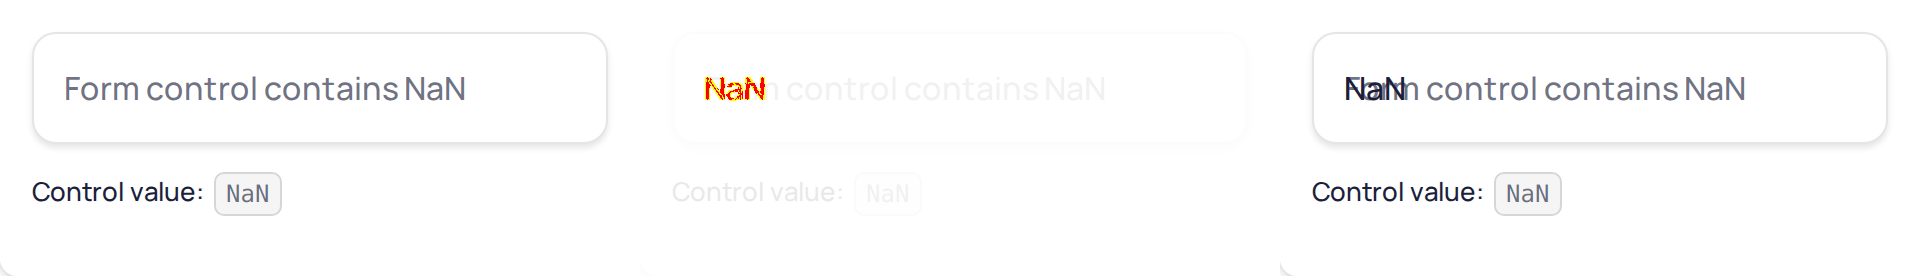 Form control contains NaN
Control value: NaN
NaN control contains NaN
Control value: NaN
NaN Form control contains NaN
Control value: NaN